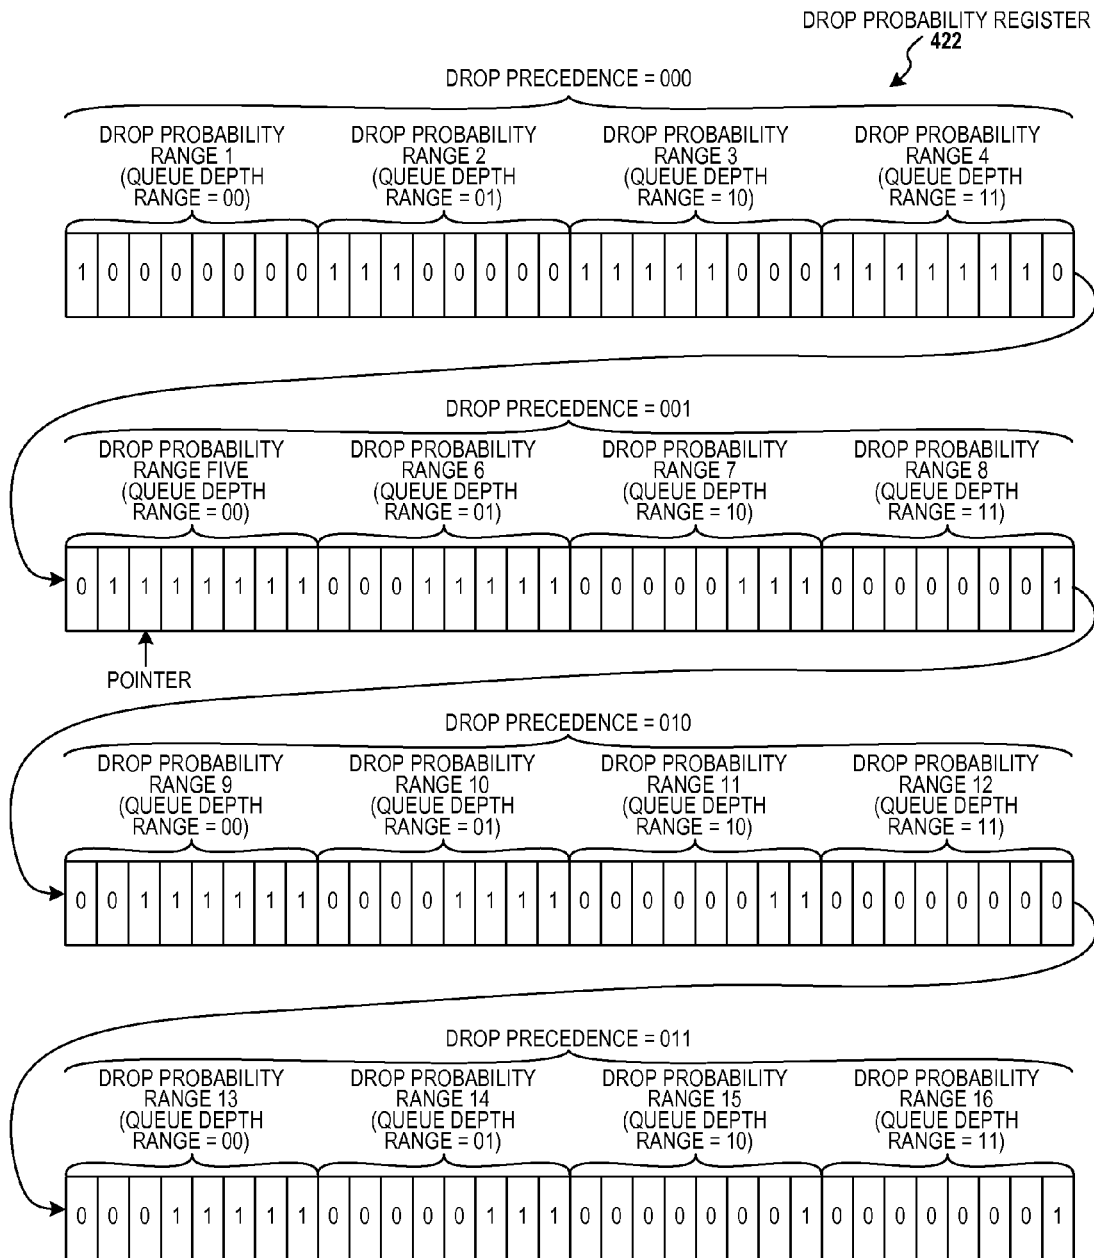 DROP PROBABILITY REGISTER
422
DROP PRECEDENCE = 000
DROP PROBABILITY RANGE 1 (QUEUE DEPTH RANGE = 00)
DROP PROBABILITY RANGE 2 (QUEUE DEPTH RANGE = 01)
DROP PROBABILITY RANGE 3 (QUEUE DEPTH RANGE = 10)
DROP PROBABILITY RANGE 4 (QUEUE DEPTH RANGE = 11)
1 0 0 0 0 0 0 0 1 1 1 0 0 0 0 0 1 1 1 1 1 0 0 0 1 1 1 1 1 1 1 0
DROP PRECEDENCE = 001
DROP PROBABILITY RANGE FIVE (QUEUE DEPTH RANGE = 00)
DROP PROBABILITY RANGE 6 (QUEUE DEPTH RANGE = 01)
DROP PROBABILITY RANGE 7 (QUEUE DEPTH RANGE = 10)
DROP PROBABILITY RANGE 8 (QUEUE DEPTH RANGE = 11)
0 1 1 1 1 1 1 1 0 0 0 1 1 1 1 1 0 0 0 0 0 1 1 1 0 0 0 0 0 0 0 1
POINTER
DROP PRECEDENCE = 010
DROP PROBABILITY RANGE 9 (QUEUE DEPTH RANGE = 00)
DROP PROBABILITY RANGE 10 (QUEUE DEPTH RANGE = 01)
DROP PROBABILITY RANGE 11 (QUEUE DEPTH RANGE = 10)
DROP PROBABILITY RANGE 12 (QUEUE DEPTH RANGE = 11)
0 0 1 1 1 1 1 1 0 0 0 0 1 1 1 1 0 0 0 0 0 0 1 1 0 0 0 0 0 0 0 0
DROP PRECEDENCE = 011
DROP PROBABILITY RANGE 13 (QUEUE DEPTH RANGE = 00)
DROP PROBABILITY RANGE 14 (QUEUE DEPTH RANGE = 01)
DROP PROBABILITY RANGE 15 (QUEUE DEPTH RANGE = 10)
DROP PROBABILITY RANGE 16 (QUEUE DEPTH RANGE = 11)
0 0 0 1 1 1 1 1 0 0 0 0 0 1 1 1 0 0 0 0 0 0 0 1 0 0 0 0 0 0 0 1